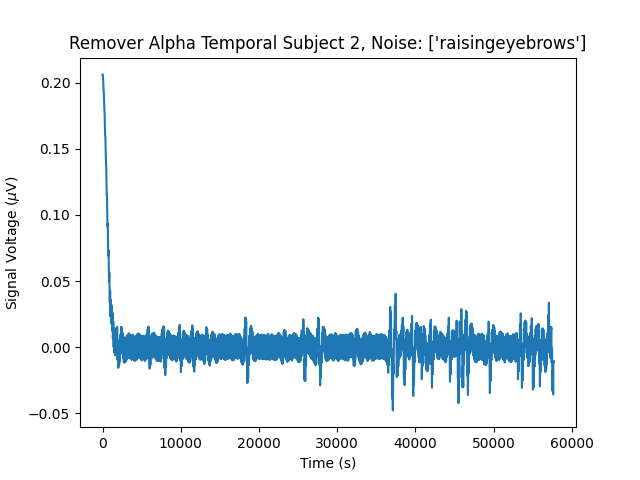 Remover Alpha Temporal Subject 2, Noise: ['raisingeyebrows']
0.20
0.15
0.10
0.05
0.00
−0.05
Signal Voltage (μV)
0 10000 20000 30000 40000 50000 60000
Time (s)